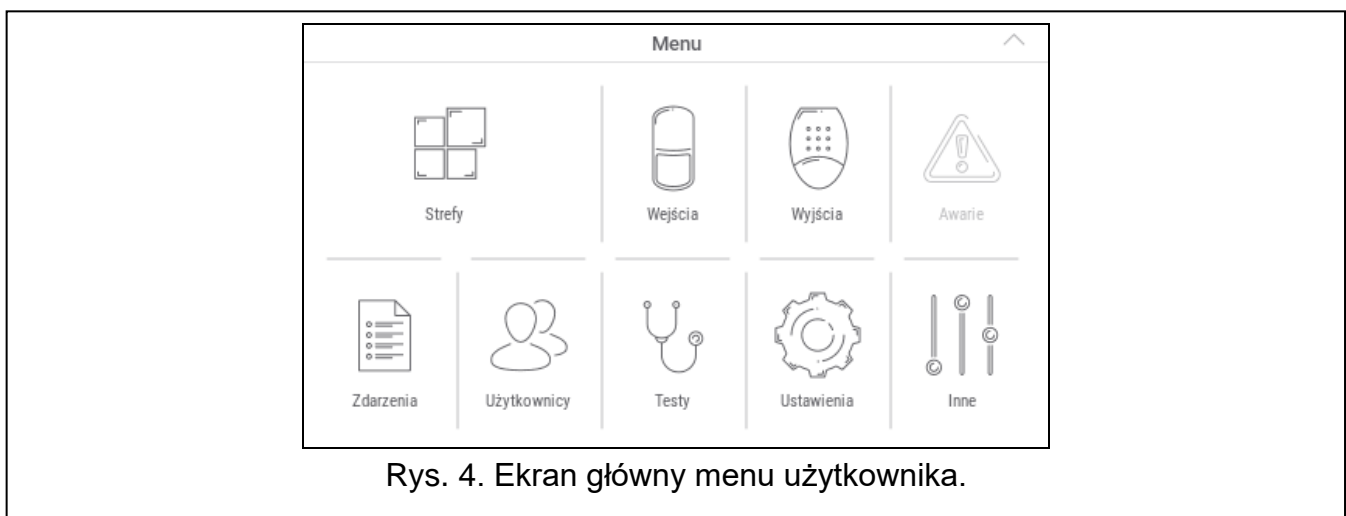 Menu
Strefy
Wejścia
Wyjścia
Awarie
Zdarzenia
Użytkownicy
Testy
Ustawienia
Inne
Rys. 4. Ekran główny menu użytkownika.